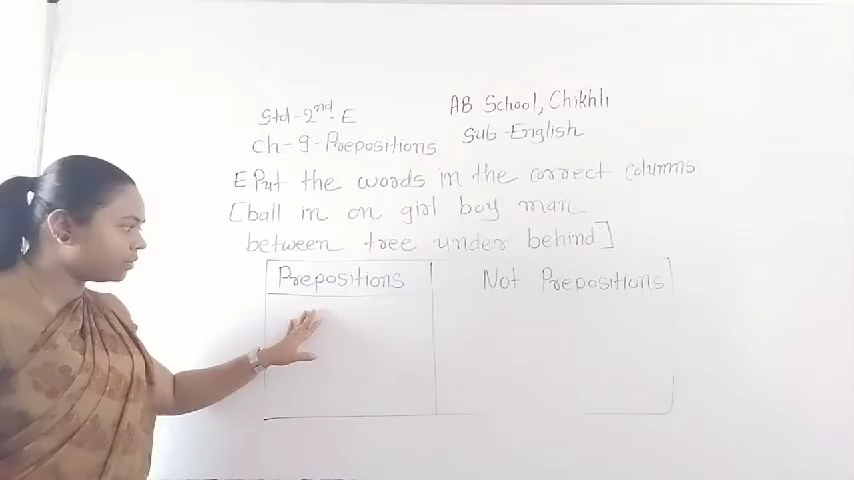 Std-2nd-E
AB School, Chikhli
Ch-9-Prepositions
Sub-English
E Put the words in the correct columns
[ball in on girl boy man
between tree under behind]
Prepositions
Not Prepositions